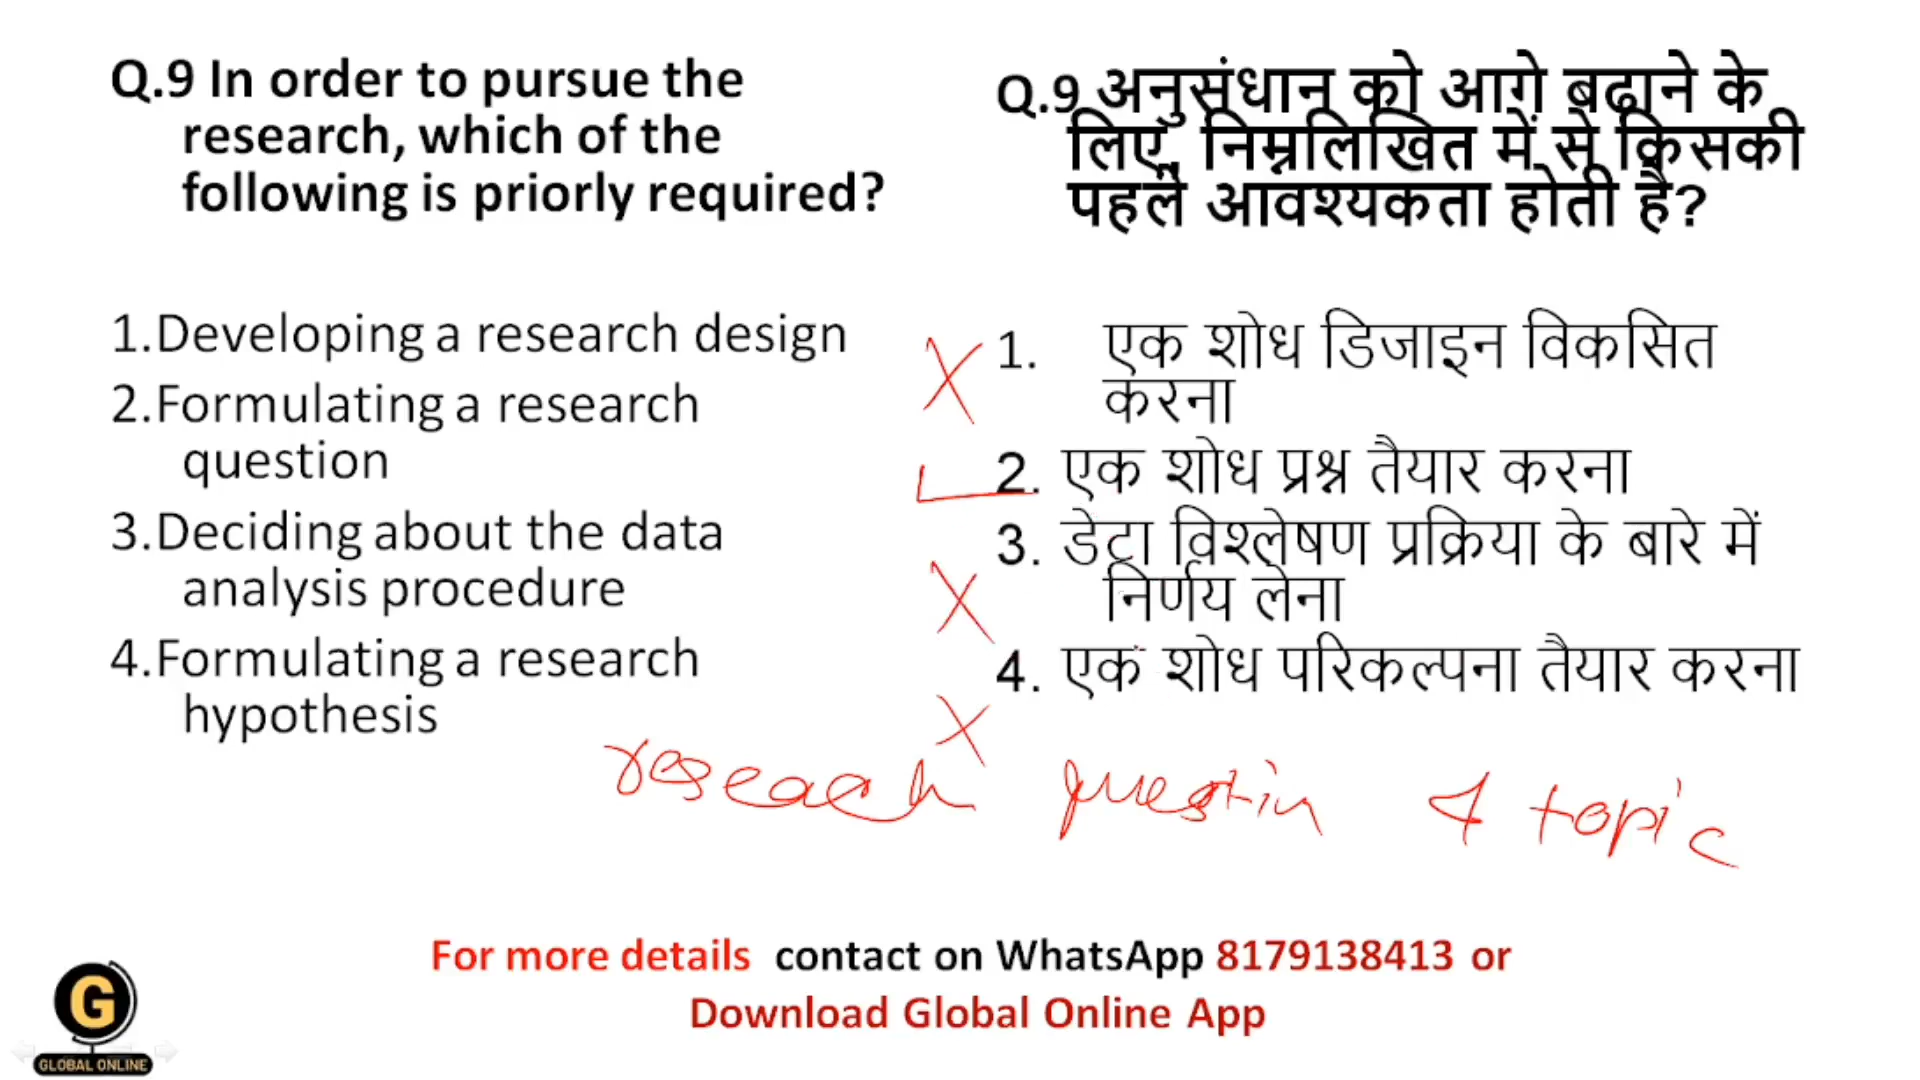 Q.9 In order to pursue the
research, which of the
following is priorly required?
1.Developing a research design
2.Formulating a research
question
3.Deciding about the data
analysis procedure
4.Formulating a research
hypothesis
Q.9 अनुसंधान को आगे बढ़ाने के
लिए, निम्नलिखित में से किसकी
पहले आवश्यकता होती है?
1. एक शोध डिजाइन विकसित
करना
2. एक शोध प्रश्न तैयार करना
3. डेटा विश्लेषण प्रक्रिया के बारे में
निर्णय लेना
4. एक शोध परिकल्पना तैयार करना
research questin & topic
For more details contact on WhatsApp 8179138413 or
Download Global Online App
G
GLOBAL ONLINE